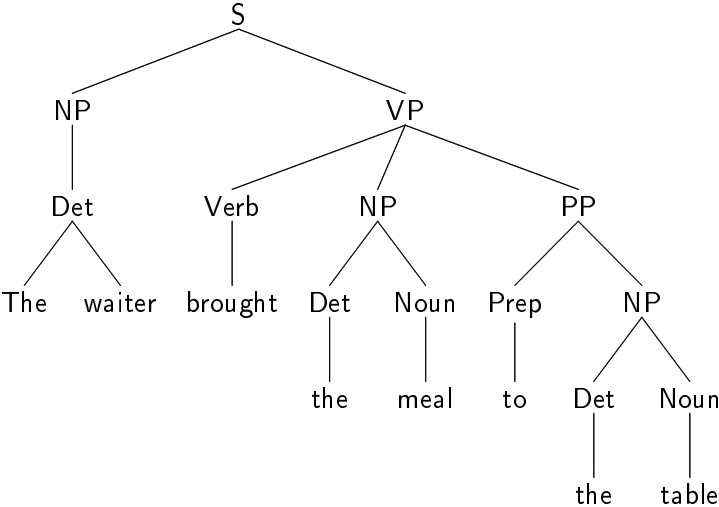 S
NP VP
Det Verb NP PP
The waiter brought Det Noun Prep NP
the meal to Det Noun
the table